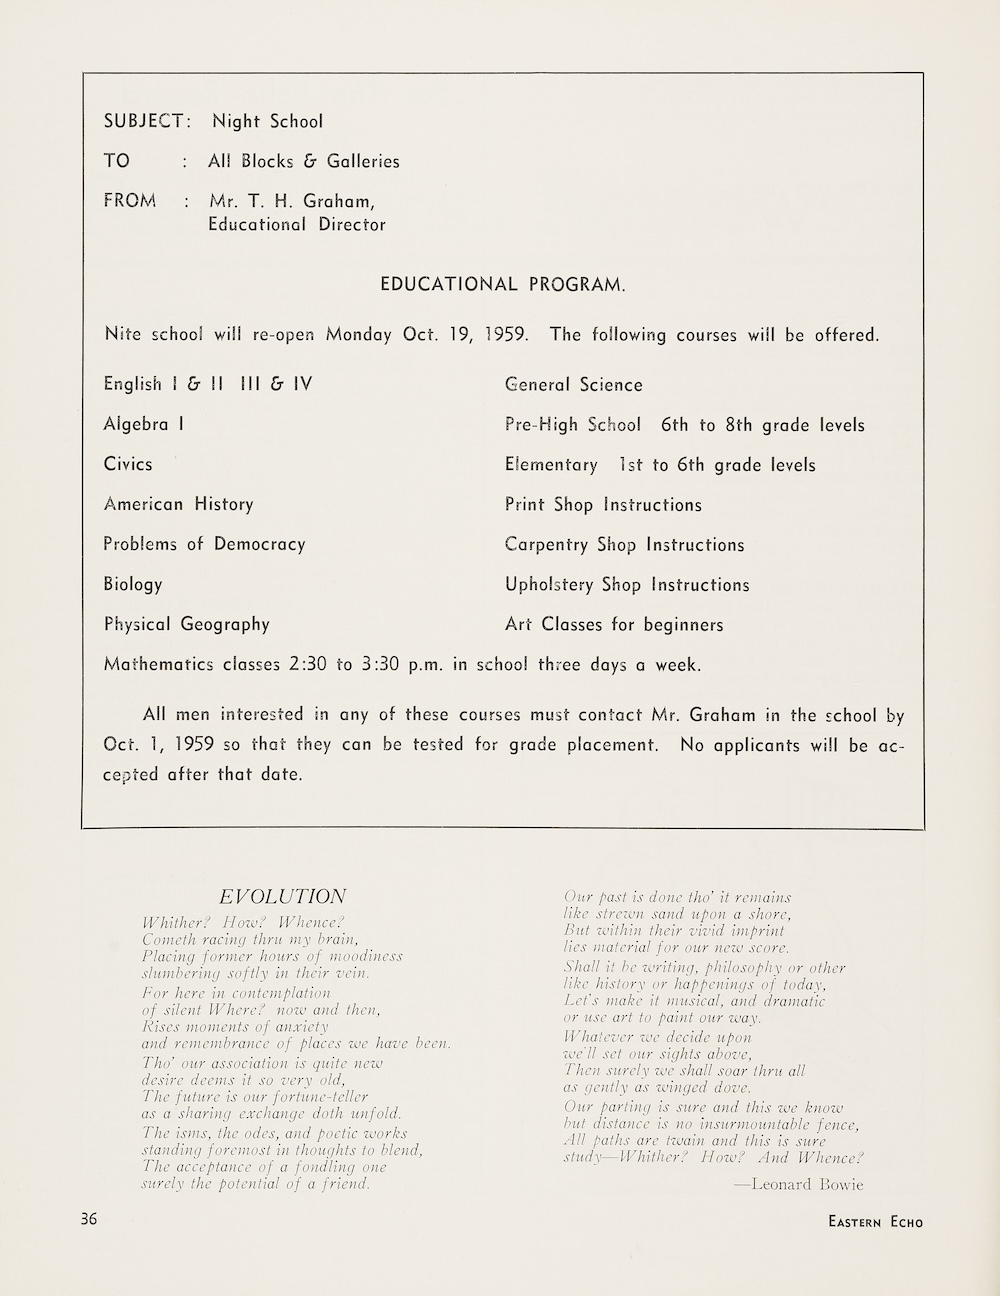 SUBJECT: Night School
TO : All Blocks & Galleries
FROM : Mr. T. H. Graham,
Educational Director
EDUCATIONAL PROGRAM.
Nite school will re-open Monday Oct. 19, 1959. The following courses will be offered.
English I & II III & IV
Algebra I
Civics
American History
Problems of Democracy
Biology
Physical Geography
General Science
Pre-High School 6th to 8th grade levels
Elementary 1st to 6th grade levels
Print Shop Instructions
Carpentry Shop Instructions
Upholstery Shop Instructions
Art Classes for beginners
Mathematics classes 2:30 to 3:30 p.m. in school three days a week.
All men interested in any of these courses must contact Mr. Graham in the school by
Oct. 1, 1959 so that they can be tested for grade placement. No applicants will be ac-
cepted after that date.
EVOLUTION
Whither? How? Whence?
Cometh racing thru my brain,
Placing former hours of moodiness
slumbering softly in their vein.
For here in contemplation
of silent Where? now and then,
Rises moments of anxiety
and remembrance of places we have been.
Tho' our association is quite new
desire deems it so very old,
The future is our fortune-teller
as a sharing exchange doth unfold.
The isms, the odes, and poetic works
standing foremost in thoughts to blend,
The acceptance of a fondling one
surely the potential of a friend.
Our past is done tho' it remains
like strewn sand upon a shore,
But within their vivid imprint
lies material for our new score.
Shall it be writing, philosophy or other
like history or happenings of today,
Let's make it musical, and dramatic
or use art to paint our way.
Whatever we decide upon
we'll set our sights above,
Then surely we shall soar thru all
as gently as winged dove.
Our parting is sure and this we know
but distance is no insurmountable fence,
All paths are twain and this is sure
study—Whither? How? And Whence?
—Leonard Bowie
36
EASTERN ECHO